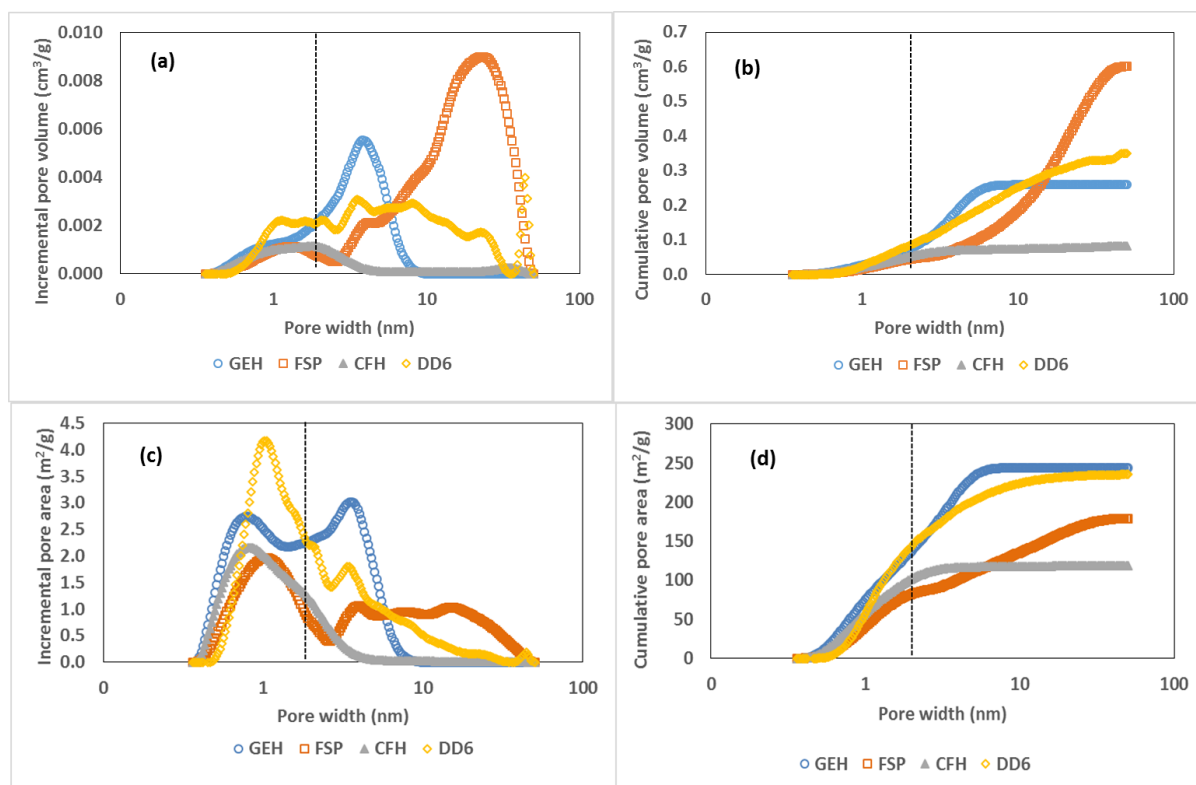 (a)
Incremental pore volume (cm³/g)
0.010
0.008
0.006
0.004
0.002
0.000
0 1 10 100
Pore width (nm)
GEH FSP CFH DD6
(b)
Cumulative pore volume (cm³/g)
0.7
0.6
0.5
0.4
0.3
0.2
0.1
0.0
0 1 10 100
Pore width (nm)
GEH FSP CFH DD6
(c)
Incremental pore area (m²/g)
4.5
4.0
3.5
3.0
2.5
2.0
1.5
1.0
0.5
0.0
0 1 10 100
Pore width (nm)
GEH FSP CFH DD6
(d)
Cumulative pore area (m²/g)
300
250
200
150
100
50
0
0 1 10 100
Pore width (nm)
GEH FSP CFH DD6